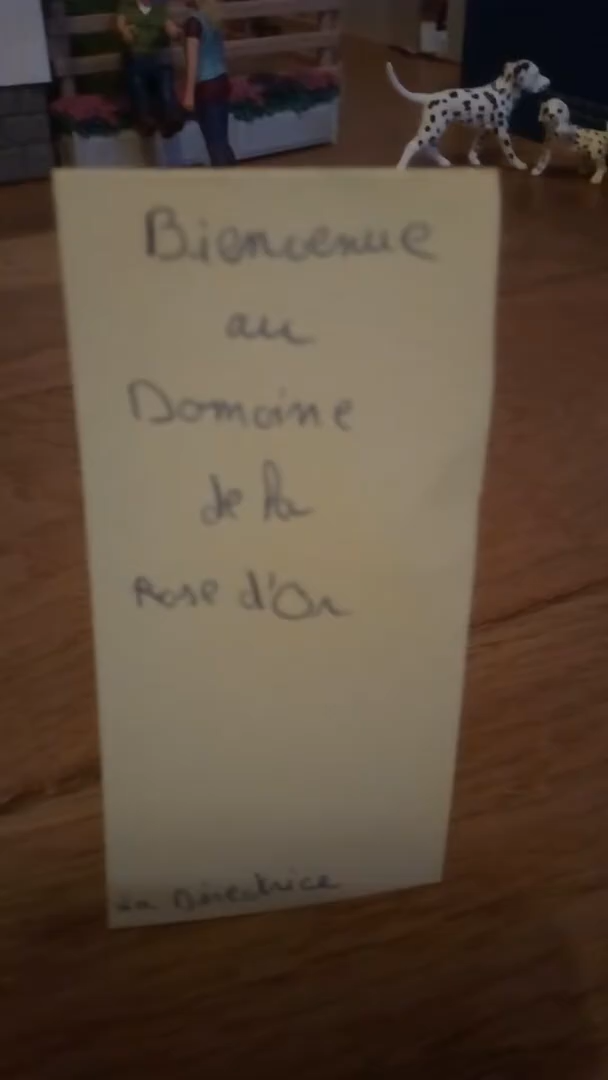 Bienvenue
au
Domaine
de la
Rose d'Or
La Directrice